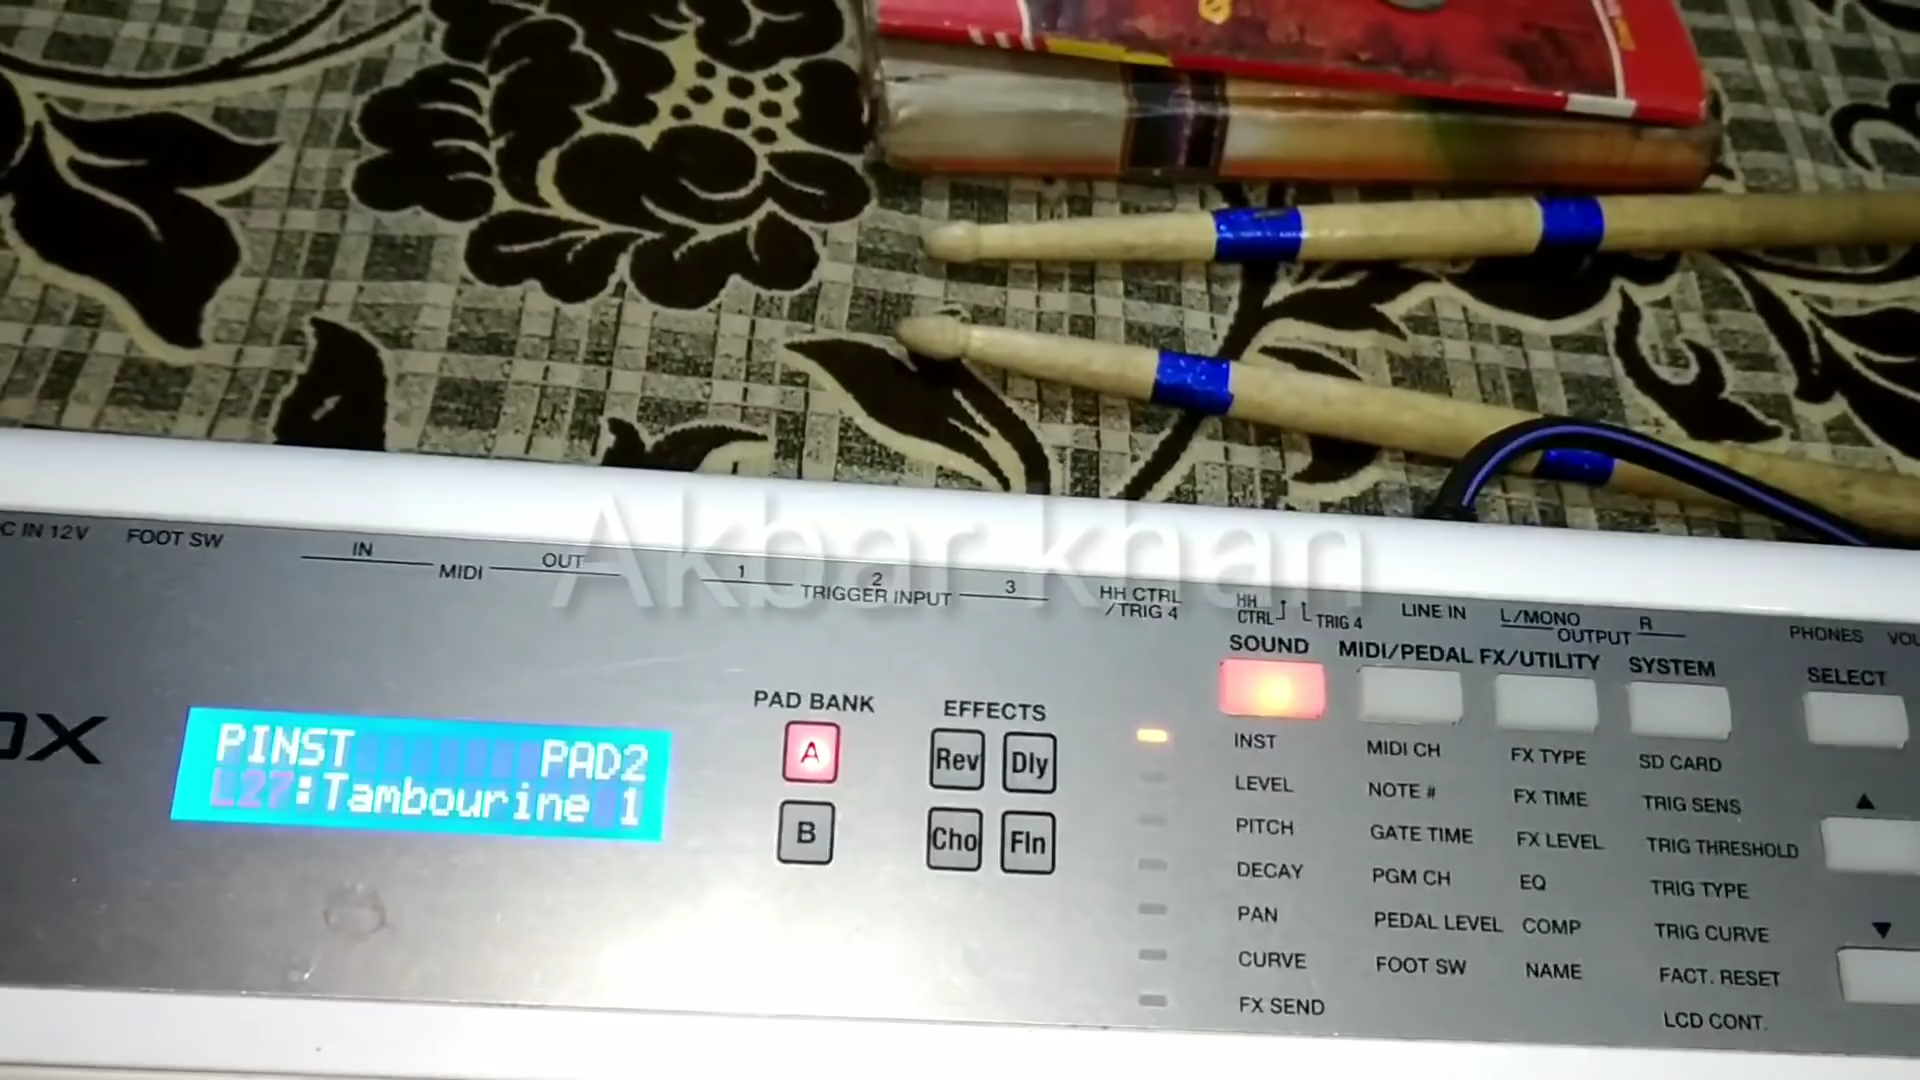 C IN 12V
FOOT SW
IN
MIDI
OUT
1
2
3
TRIGGER INPUT
HH CTRL
/TRIG 4
HH
CTRL
TRIG 4
LINE IN
L/MONO
R
OUTPUT
PHONES
VOL
Akbar khan
OX
PINST PAD2
L27:Tambourine 1
PAD BANK
A
B
EFFECTS
Rev Dly
Cho Fln
SOUND
INST
LEVEL
PITCH
DECAY
PAN
CURVE
FX SEND
MIDI/PEDAL
MIDI CH
NOTE #
GATE TIME
PGM CH
PEDAL LEVEL
FOOT SW
FX/UTILITY
FX TYPE
FX TIME
FX LEVEL
EQ
COMP
NAME
SYSTEM
SD CARD
TRIG SENS
TRIG THRESHOLD
TRIG TYPE
TRIG CURVE
FACT. RESET
LCD CONT.
SELECT